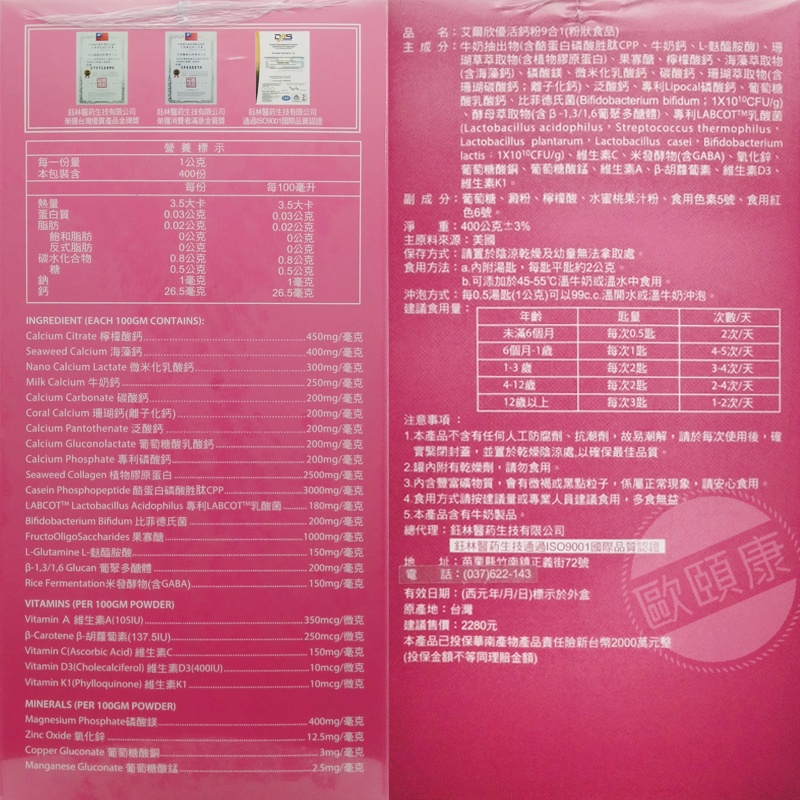 鈺林醫葯生技有限公司
榮獲台灣優質產品金牌獎
鈺林醫葯生技有限公司
榮獲消費者滿意金質獎
DQS
鈺林醫葯生技有限公司
通過ISO9001國際品質認證
營養標示
每一份量 1公克
本包裝含 400份
每份 每100毫升
熱量 3.5大卡 3.5大卡
蛋白質 0.03公克 0.03公克
脂肪 0.02公克 0.02公克
飽和脂肪 0公克 0公克
反式脂肪 0公克 0公克
碳水化合物 0.8公克 0.8公克
糖 0.5公克 0.5公克
鈉 1毫克 1毫克
鈣 26.5毫克 26.5毫克
INGREDIENT (EACH 100GM CONTAINS):
Calcium Citrate 檸檬酸鈣 450mg/毫克
Seaweed Calcium 海藻鈣 400mg/毫克
Nano Calcium Lactate 微米化乳酸鈣 300mg/毫克
Milk Calcium 牛奶鈣 250mg/毫克
Calcium Carbonate 碳酸鈣 200mg/毫克
Coral Calcium 珊瑚鈣(離子化鈣) 200mg/毫克
Calcium Pantothenate 泛酸鈣 200mg/毫克
Calcium Gluconolactate 葡萄糖酸乳酸鈣 200mg/毫克
Calcium Phosphate 專利磷酸鈣 200mg/毫克
Seaweed Collagen 植物膠原蛋白 2500mg/毫克
Casein Phosphopeptide 酪蛋白磷酸胜肽CPP 3000mg/毫克
LABCOT™ Lactobacillus Acidophilus 專利LABCOT™乳酸菌 180mg/毫克
Bifidobacterium Bifidum 比菲德氏菌 200mg/毫克
FructoOligoSaccharides 果寡醣 1000mg/毫克
L-Glutamine L-麩醯胺酸 150mg/毫克
β-1,3/1,6 Glucan 葡聚多醣體 200mg/毫克
Rice Fermentation米發酵物(含GABA) 150mg/毫克
VITAMINS (PER 100GM POWDER)
Vitamin A 維生素A(105IU) 350mcg/微克
β-Carotene β-胡蘿蔔素(137.5IU) 250mcg/微克
Vitamin C(Ascorbic Acid) 維生素C 150mg/毫克
Vitamin D3(Cholecalciferol) 維生素D3(400IU) 10mcg/微克
Vitamin K1(Phylloquinone) 維生素K1 10mcg/微克
MINERALS (PER 100GM POWDER)
Magnesium Phosphate磷酸鎂 400mg/毫克
Zinc Oxide 氧化鋅 12.5mg/毫克
Copper Gluconate 葡萄糖酸銅 3mg/毫克
Manganese Gluconate 葡萄糖酸錳 2.5mg/毫克
品名：艾爾欣優活鈣粉9合1(粉狀食品)
主成分：牛奶抽出物(含酪蛋白磷酸胜肽CPP、牛奶鈣、L-麩醯胺酸)、珊
瑚草萃取物(含植物膠原蛋白)、果寡醣、檸檬酸鈣、海藻萃取物
(含海藻鈣)、磷酸鎂、微米化乳酸鈣、碳酸鈣、珊瑚萃取物(含
珊瑚碳酸鈣；離子化鈣)、泛酸鈣、專利Lipocal磷酸鈣、葡萄糖
酸乳酸鈣、比菲德氏菌(Bifidobacterium bifidum；1X10¹⁰CFU/g)
、酵母萃取物(含β-1,3/1,6葡聚多醣體)、專利LABCOT™乳酸菌
(Lactobacillus acidophilus，Streptococcus thermophilus，
Lactobacillus plantarum，Lactobacillus casei，Bifidobacterium
lactis：1X10¹⁰CFU/g)、維生素C、米發酵物(含GABA)、氧化鋅、
葡萄糖酸銅、葡萄糖酸錳、維生素A、β-胡蘿蔔素、維生素D3、
維生素K1。
副成分：葡萄糖、澱粉、檸檬酸、水蜜桃果汁粉、食用色素5號、食用紅
色6號。
淨重：400公克±3%
主原料來源：美國
保存方式：請置於陰涼乾燥及幼童無法拿取處。
食用方法：a.內附湯匙，每匙平匙約2公克。
b.可添加於45-55℃溫牛奶或溫水中食用。
沖泡方式：每0.5湯匙(1公克)可以99c.c.溫開水或溫牛奶沖泡。
建議食用量：
年齡 匙量 次數/天
未滿6個月 每次0.5匙 2次/天
6個月-1歲 每次1匙 4-5次/天
1-3歲 每次2匙 3-4次/天
4-12歲 每次2匙 2-4次/天
12歲以上 每次3匙 1-2次/天
注意事項：
1.本產品不含有任何人工防腐劑、抗潮劑，故易潮解，請於每次使用後，確
實緊閉封蓋，並置於乾燥陰涼處,以確保最佳品質。
2.罐內附有乾燥劑，請勿食用。
3.內含豐富礦物質，會有微褐或黑點粒子，係屬正常現象，請安心食用。
4.食用方式請按建議量或專業人員建議食用，多食無益。
5.本產品含有牛奶製品。
總代理：鈺林醫葯生技有限公司
鈺林醫葯生技通過ISO9001國際品質認證
地址：苗栗縣竹南鎮正義街72號
電話：(037)622-143
有效日期：(西元年/月/日)標示於外盒
原產地：台灣
建議售價：2280元
本產品已投保華南產物產品責任險新台幣2000萬元整
(投保金額不等同理賠金額)
歐頤康